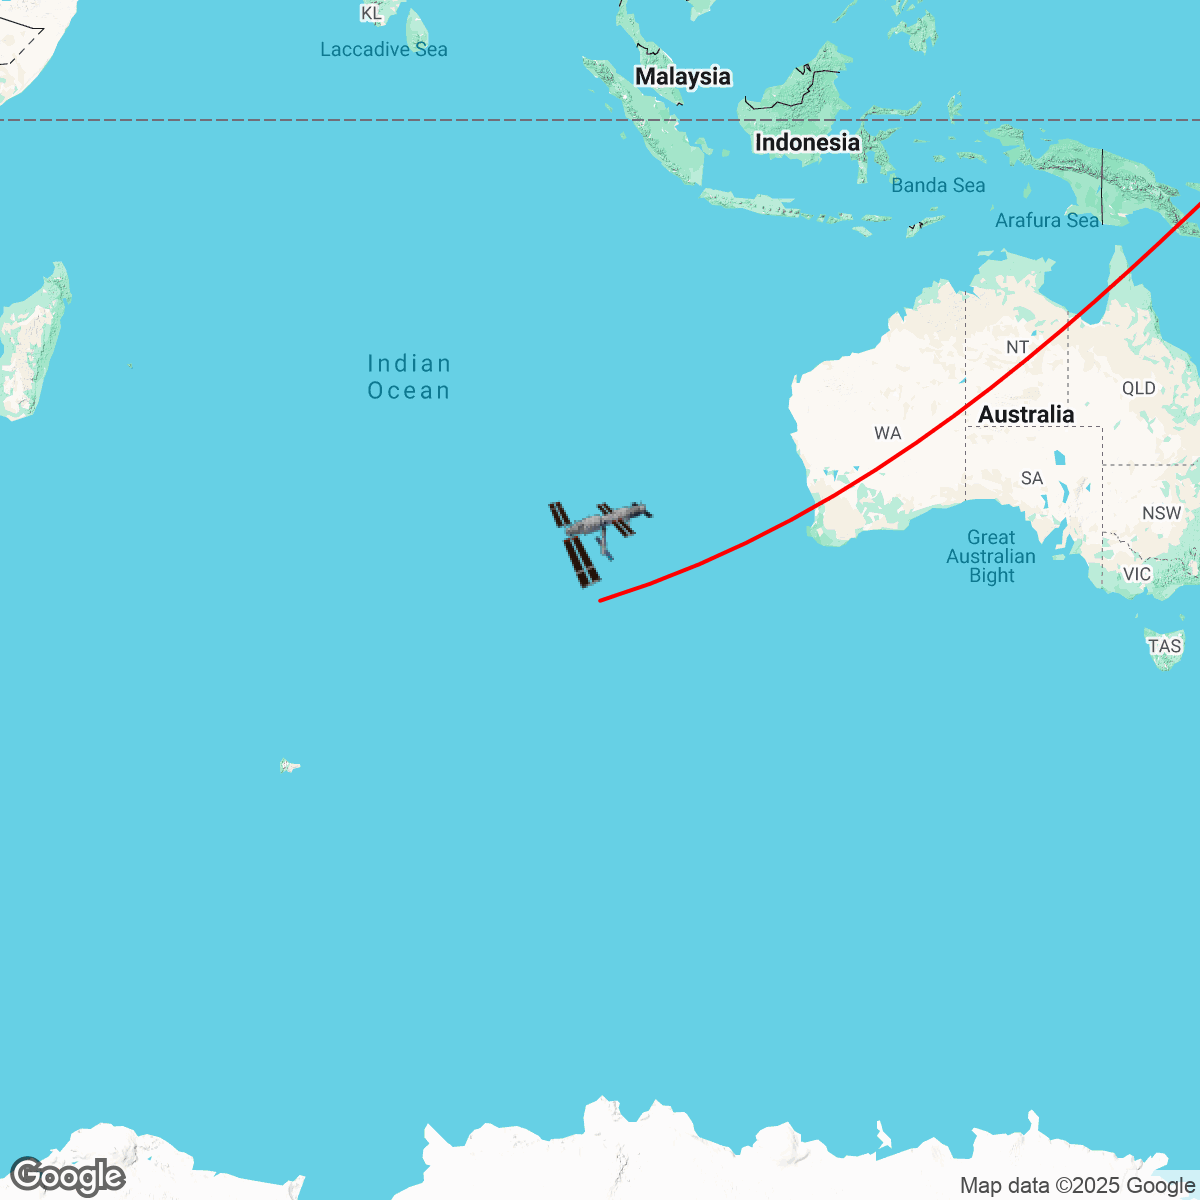 KL
Laccadive Sea
Malaysia
Indonesia
Banda Sea
Arafura Sea
Indian
Ocean
NT
QLD
Australia
WA
SA
NSW
Great
Australian
Bight
VIC
TAS
Google
Map data ©2025 Google